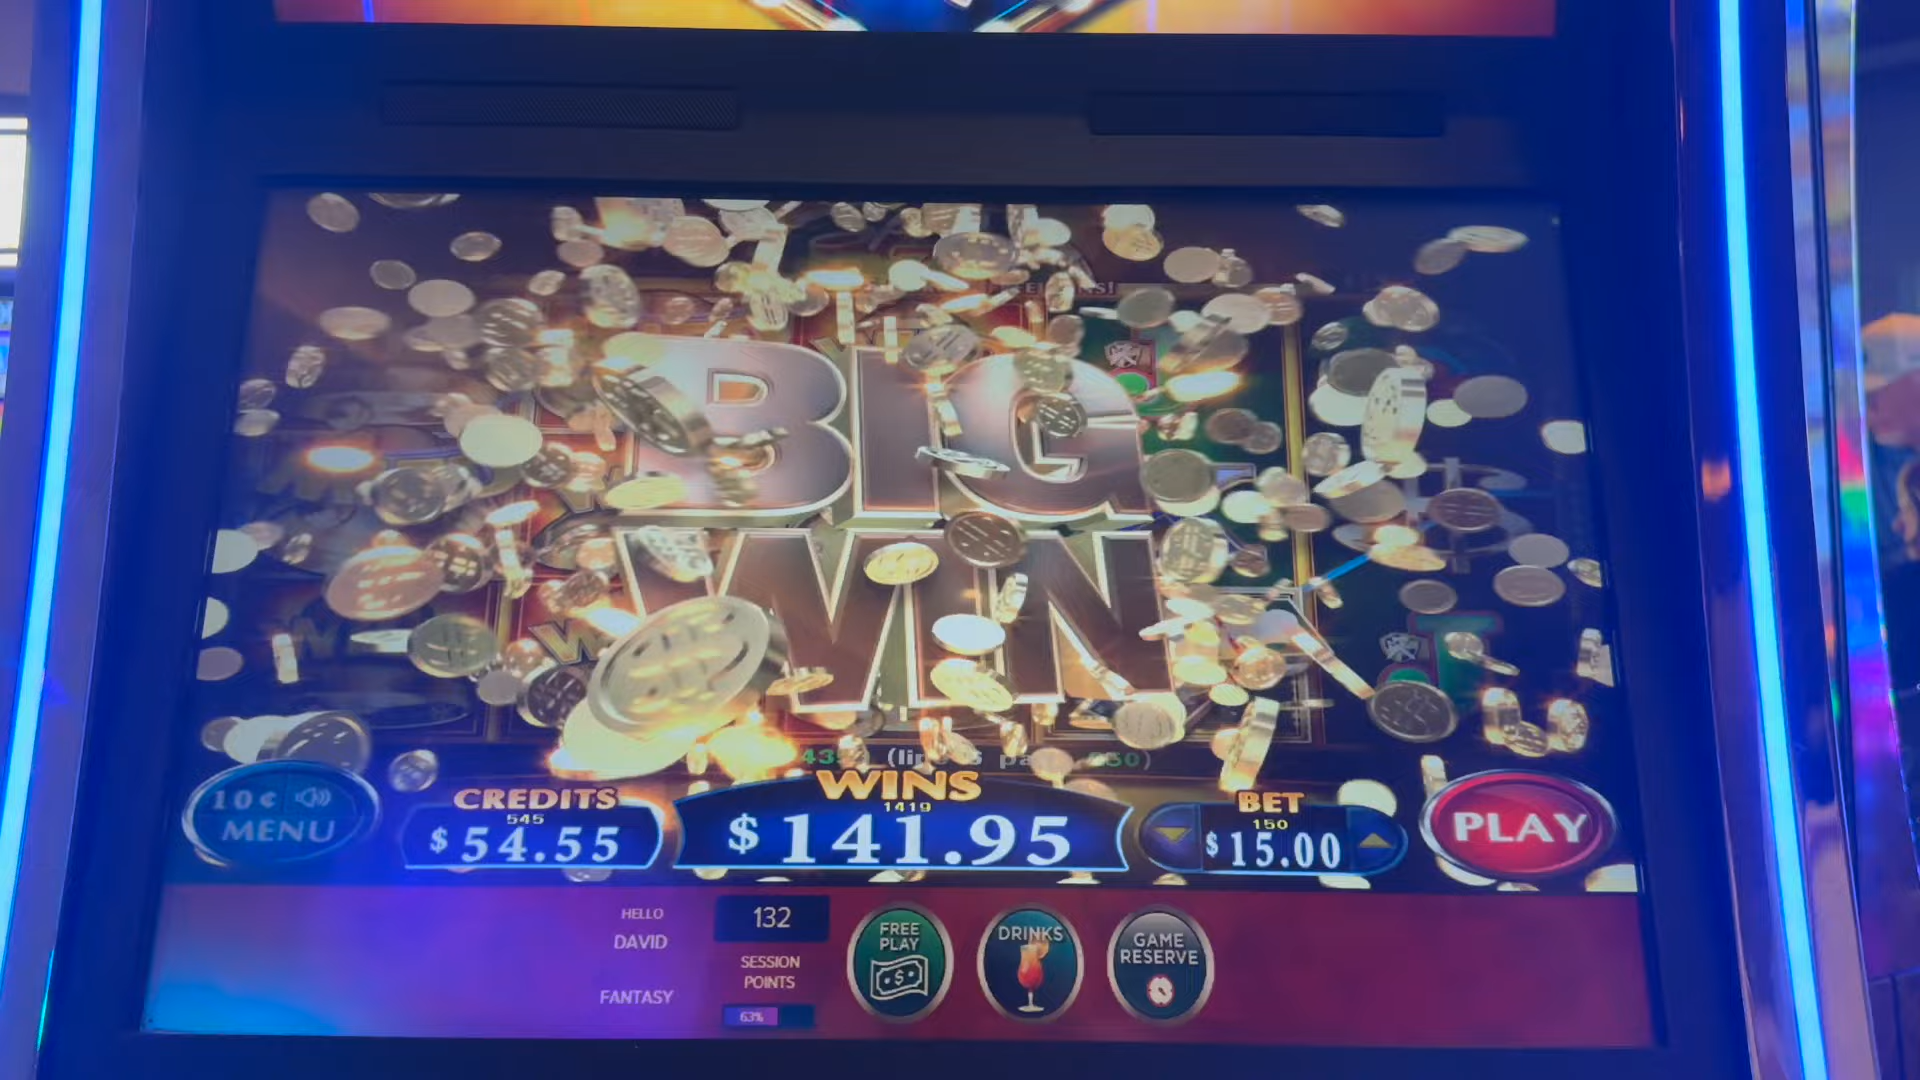 BIG
WIN
10¢
MENU
CREDITS
545
$54.55
WINS
1419
$141.95
BET
150
$15.00
PLAY
HELLO
DAVID
FANTASY
132
SESSION
POINTS
63%
FREE
PLAY
DRINKS
GAME
RESERVE